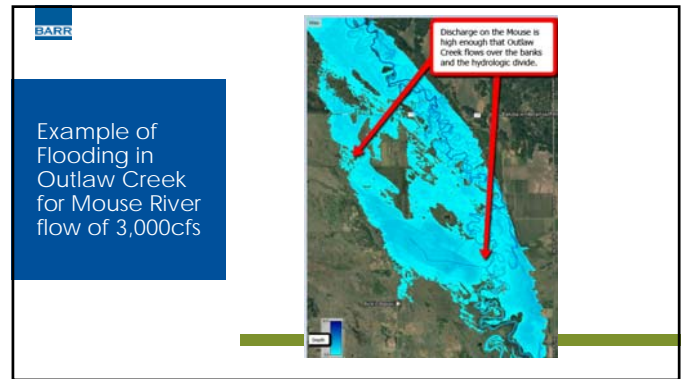 BARR
Example of
Flooding in
Outlaw Creek
for Mouse River
flow of 3,000cfs
Discharge on the Mouse is
high enough that Outlaw
Creek flows over the banks
and the hydrologic divide.
Depth